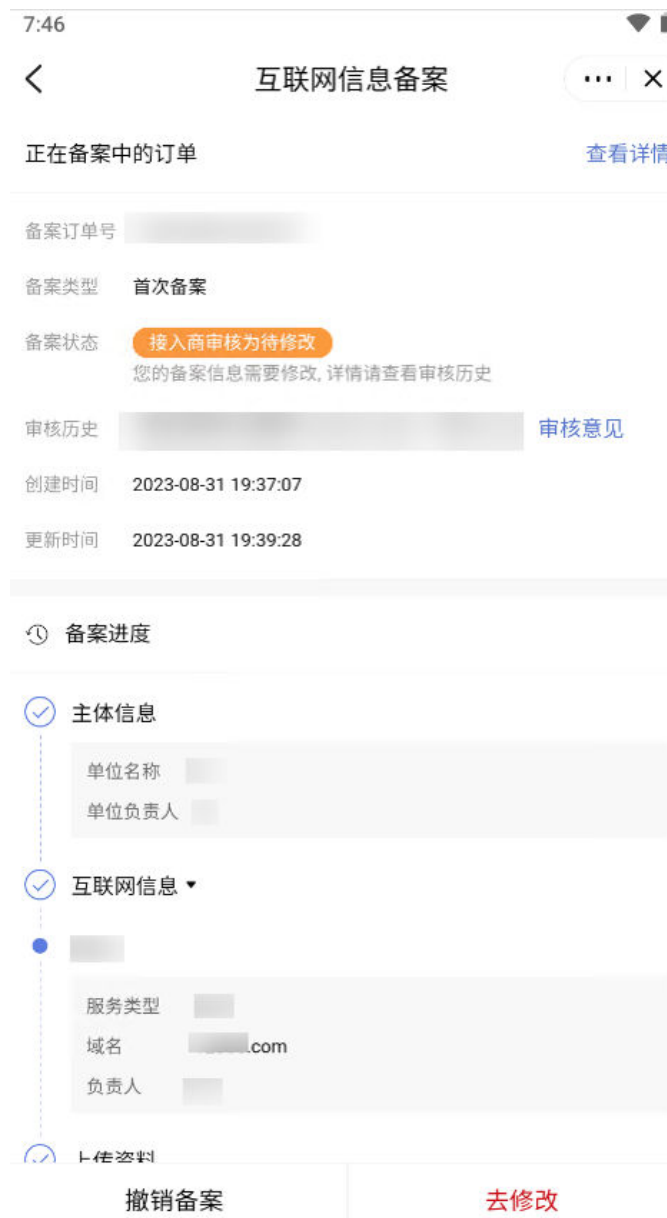 7:46
互联网信息备案
正在备案中的订单 查看详情
备案订单号
备案类型 首次备案
备案状态 接入商审核为待修改
您的备案信息需要修改, 详情请查看审核历史
审核历史 审核意见
创建时间 2023-08-31 19:37:07
更新时间 2023-08-31 19:39:28
备案进度
主体信息
单位名称
单位负责人
互联网信息
服务类型
域名 .com
负责人
上传资料
撤销备案 去修改